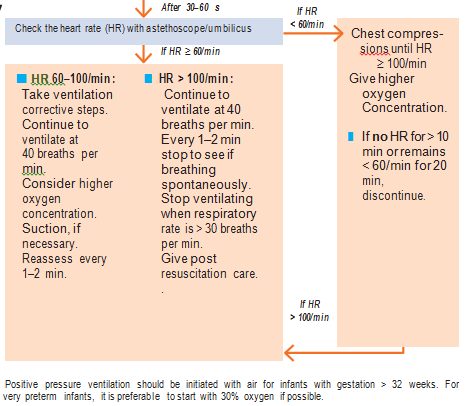 After 30–60 s
Check the heart rate (HR) with astethoscope/umbilicus
If HR
< 60/min
If HR ≥ 60/min
HR 60–100/min:
Take ventilation
corrective steps.
Continue to
ventilate at
40 breaths per
min.
Consider higher
oxygen
concentration.
Suction, if
necessary.
Reassess every
1–2 min.
HR > 100/min:
Continue to
ventilate at 40
breaths per min.
Every 1–2 min
stop to see if
breathing
spontaneously.
Stop ventilating
when respiratory
rate is > 30 breaths
per min.
Give post
resuscitation care.
.
Chest compres-
sions until HR
≥ 100/min
Give higher
oxygen
Concentration.
If no HR for > 10
min or remains
< 60/min for 20
min,
discontinue.
If HR
> 100/min
Positive pressure ventilation should be initiated with air for infants with gestation > 32 weeks. For
very preterm infants, it is preferable to start with 30% oxygen if possible.